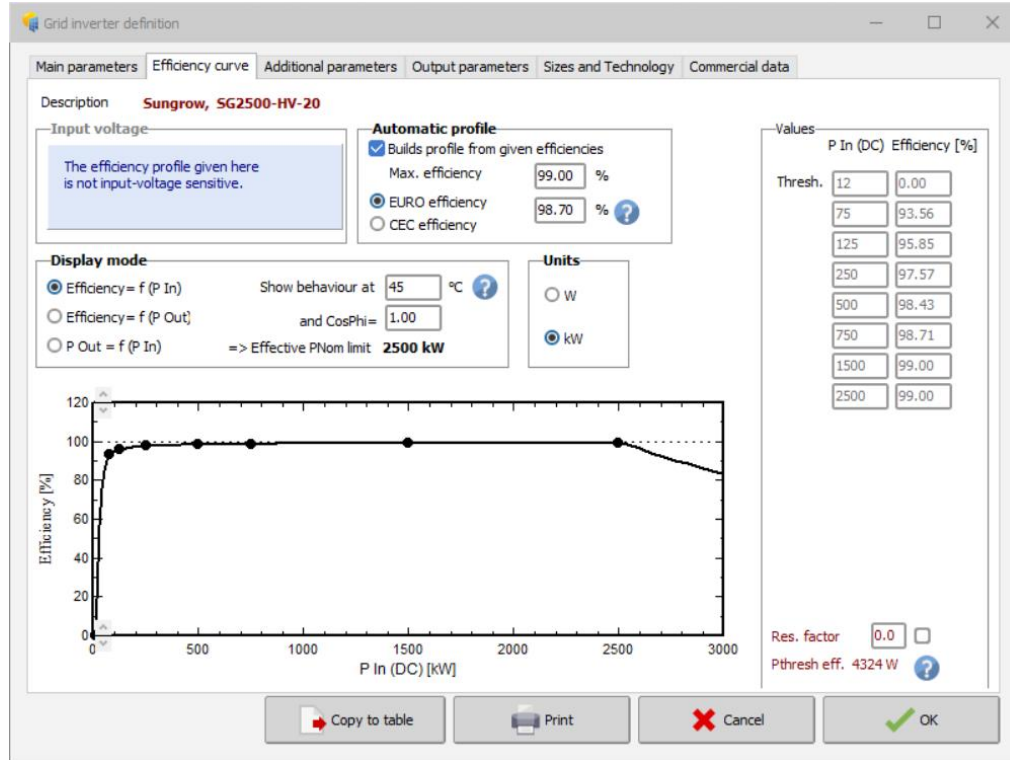 Grid inverter definition
Main parameters Efficiency curve Additional parameters Output parameters Sizes and Technology Commercial data
Description Sungrow, SG2500-HV-20
Input voltage
The efficiency profile given here
is not input-voltage sensitive.
Automatic profile
Builds profile from given efficiencies
Max. efficiency 99.00 %
EURO efficiency 98.70 % ?
CEC efficiency
Display mode
Efficiency= f (P In) Show behaviour at 45 °C ?
Efficiency= f (P Out) and CosPhi= 1.00
P Out = f (P In) => Effective PNom limit 2500 kW
Units
W
kW
Values
P In (DC) Efficiency [%]
Thresh. 12 0.00
75 93.56
125 95.85
250 97.57
500 98.43
750 98.71
1500 99.00
2500 99.00
Res. factor 0.0
Pthresh eff. 4324 W ?
120
100
80
60
40
20
0
Efficiency [%]
0 500 1000 1500 2000 2500 3000
P In (DC) [kW]
Copy to table Print Cancel OK